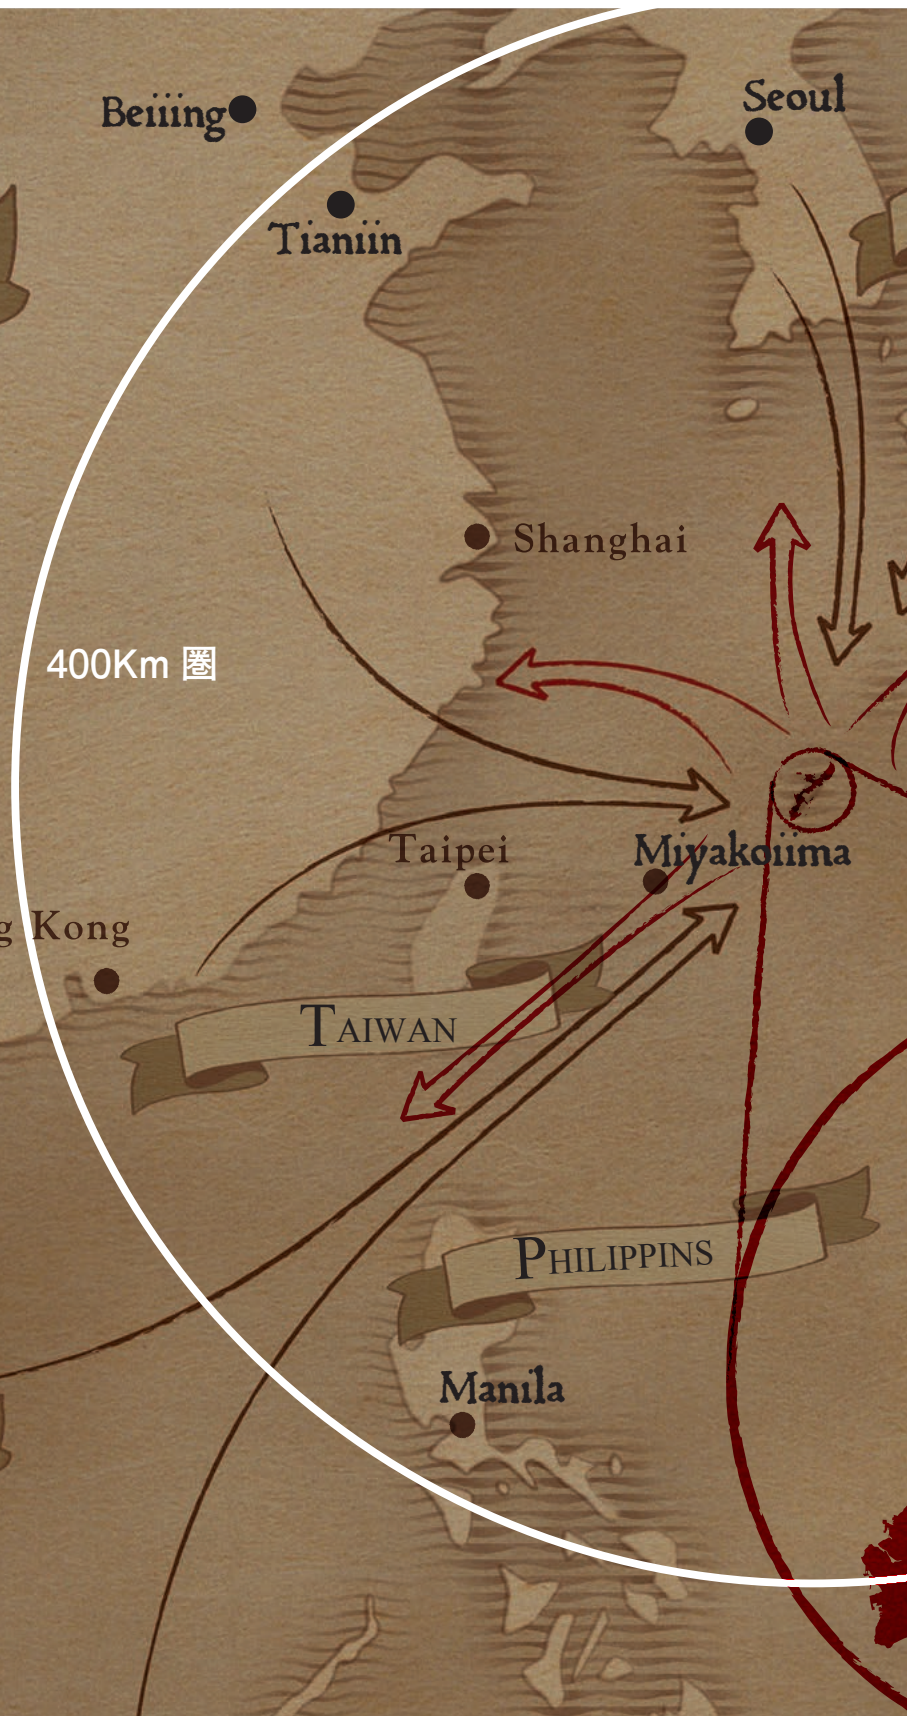 Seoul
Beiiing
Tianiin
Shanghai
400Km 圏
Taipei
Miyakoiima
g Kong
TAIWAN
PHILIPPINS
Manila